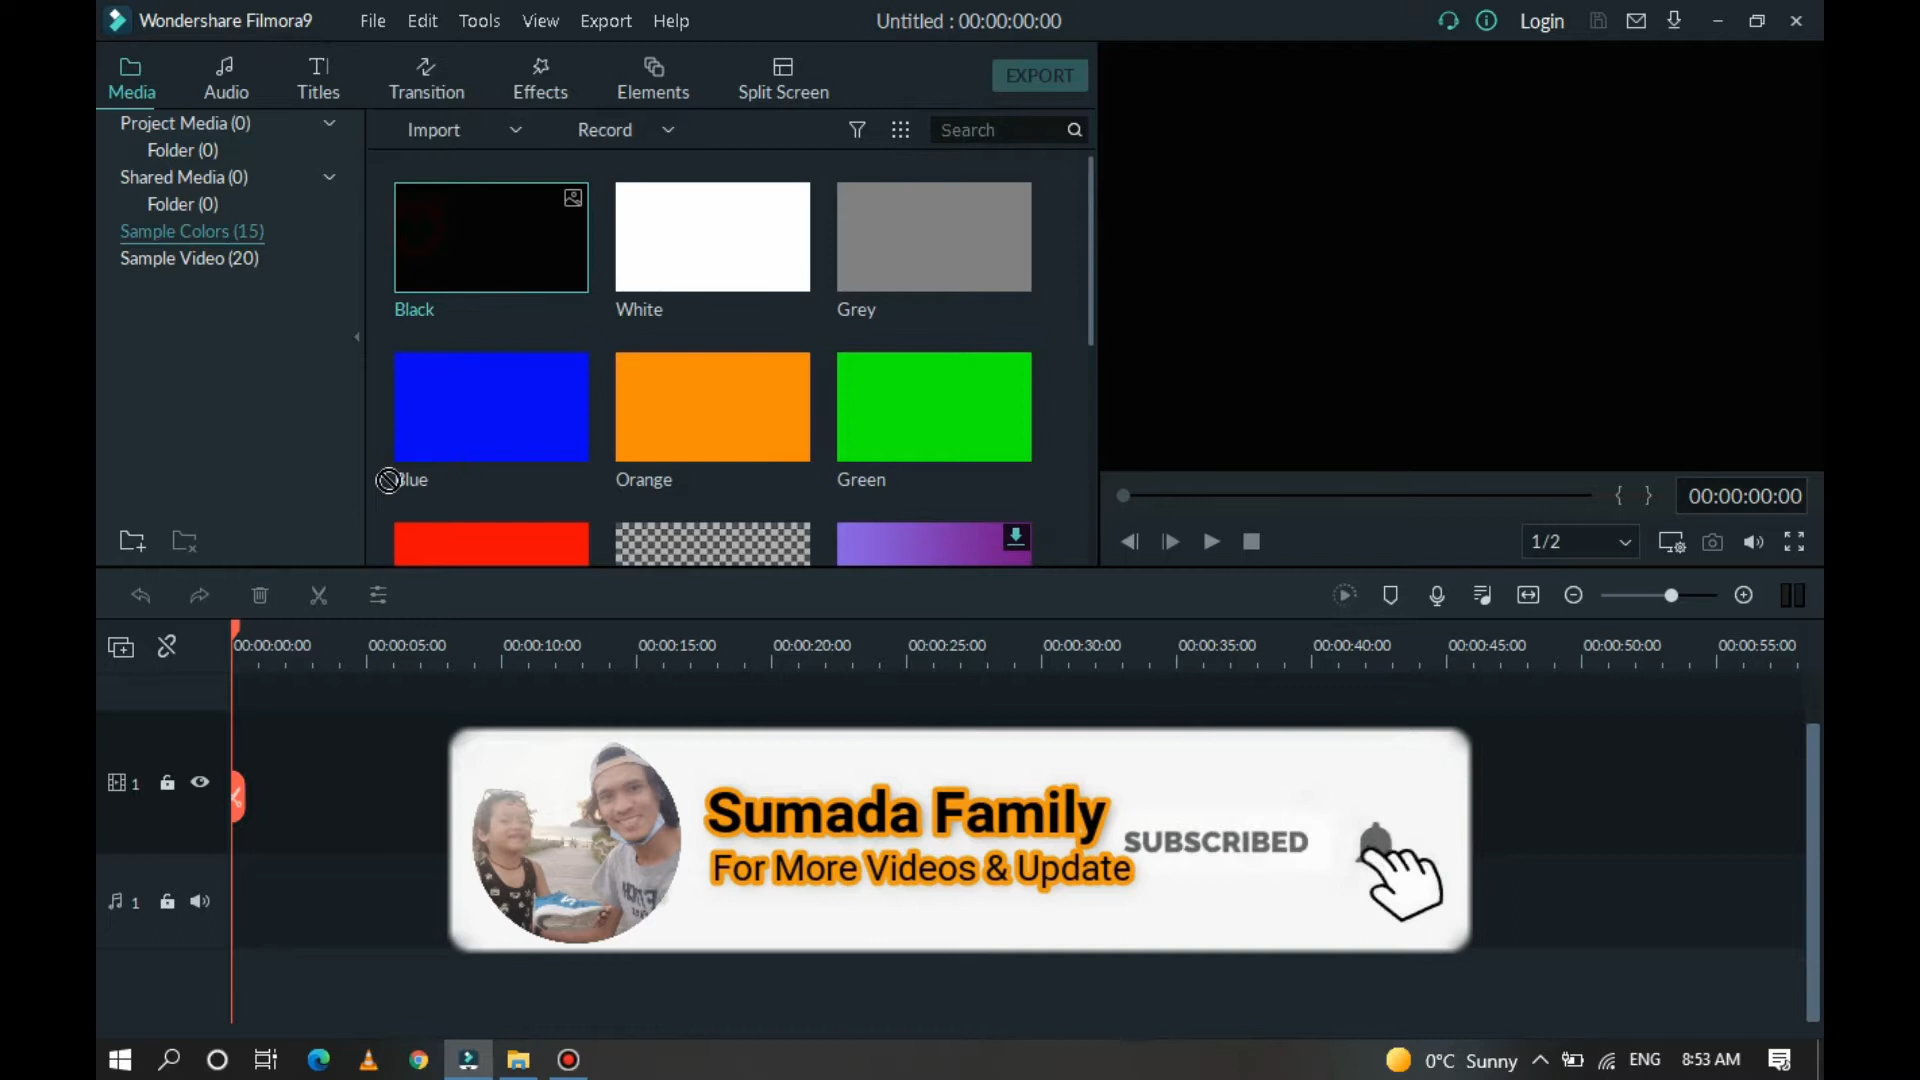 Wondershare Filmora9
File Edit Tools View Export Help
Untitled : 00:00:00:00
Login
Media Audio Titles Transition Effects Elements Split Screen
EXPORT
Project Media (0)
Folder (0)
Shared Media (0)
Folder (0)
Sample Colors (15)
Sample Video (20)
Import Record Search
Black White Grey
Blue Orange Green
00:00:00:00
1/2
00:00:00:00 00:00:05:00 00:00:10:00 00:00:15:00 00:00:20:00 00:00:25:00 00:00:30:00 00:00:35:00 00:00:40:00 00:00:45:00 00:00:50:00 00:00:55:00
1
1
Sumada Family
For More Videos & Update
SUBSCRIBED
0°C Sunny ENG 8:53 AM